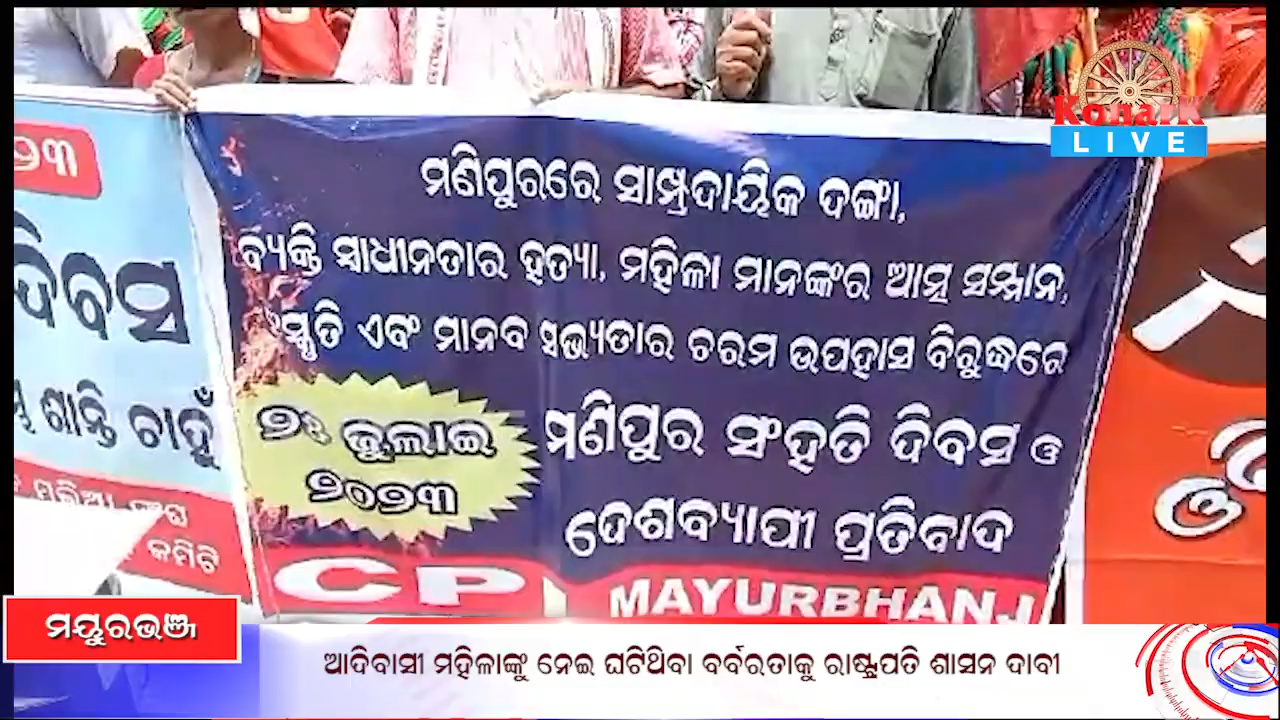 Konark
LIVE
୨୩
ଦିବସ
ଶାନ୍ତି ଚାହୁଁ
କମିଟି
ମଣିପୁରରେ ସାମ୍ପ୍ରଦାୟିକ ଦଙ୍ଗା,
ବ୍ୟକ୍ତି ସ୍ୱାଧୀନତାର ହତ୍ୟା, ମହିଳା ମାନଙ୍କର ଆତ୍ମ ସମ୍ମାନ,
ଏବଂ ମାନବ ସଭ୍ୟତାର ଚରମ ଉପହାସ ବିରୁଦ୍ଧରେ
ଜୁଲାଇ
୨୦୨୩
ମଣିପୁର ସଂହତି ଦିବସ ଓ
ଦେଶବ୍ୟାପୀ ପ୍ରତିବାଦ
CP
MAYURBHANJ
ମୟୁରଭଞ୍ଜ
ଆଦିବାସୀ ମହିଳାଙ୍କୁ ନେଇ ଘଟିଥିବା ବର୍ବରତାକୁ ରାଷ୍ଟ୍ରପତି ଶାସନ ଦାବୀ